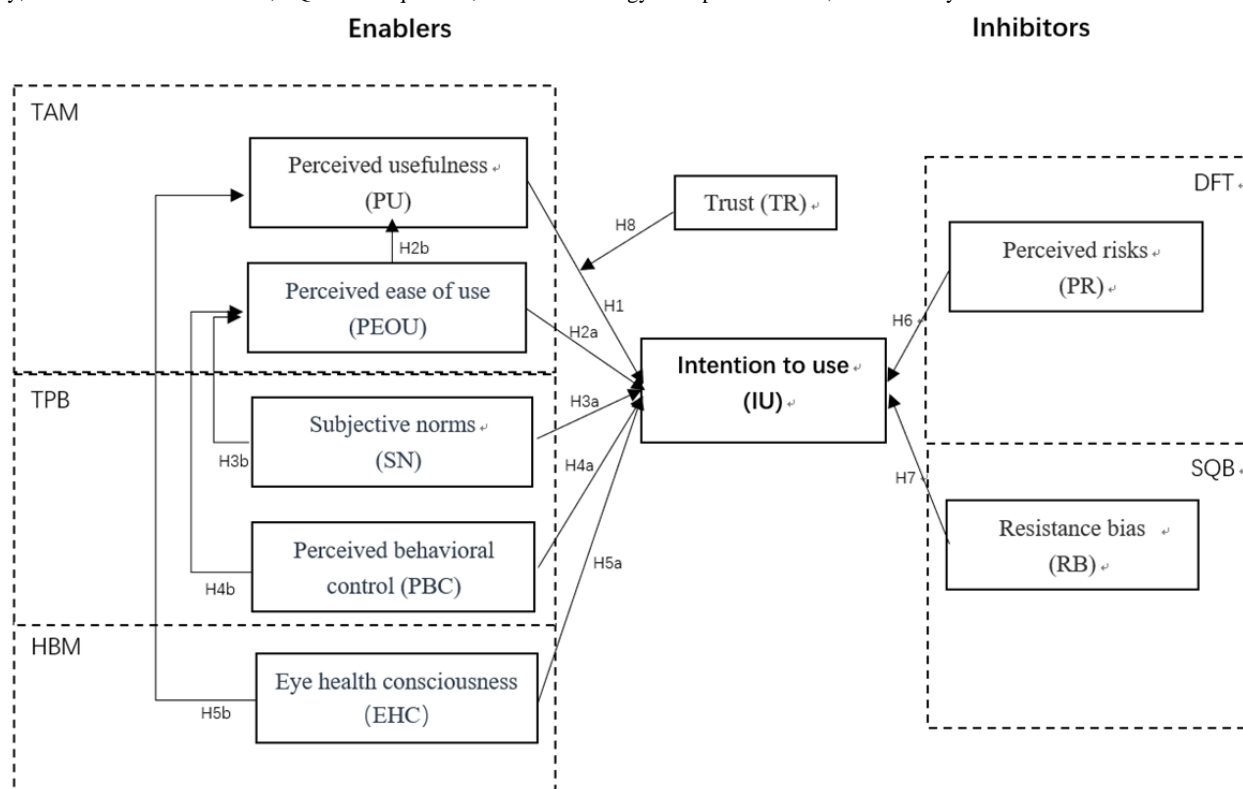 Enablers
Inhibitors
TAM
Perceived usefulness
(PU)
H2b
Perceived ease of use
(PEOU)
TPB
Subjective norms
(SN)
H3b
Perceived behavioral
control (PBC)
H4b
HBM
Eye health consciousness
(EHC)
H5b
Trust (TR)
H8
H1
H2a
H3a
H4a
H5a
Intention to use
(IU)
DFT
Perceived risks
(PR)
H6
SQB
H7
Resistance bias
(RB)